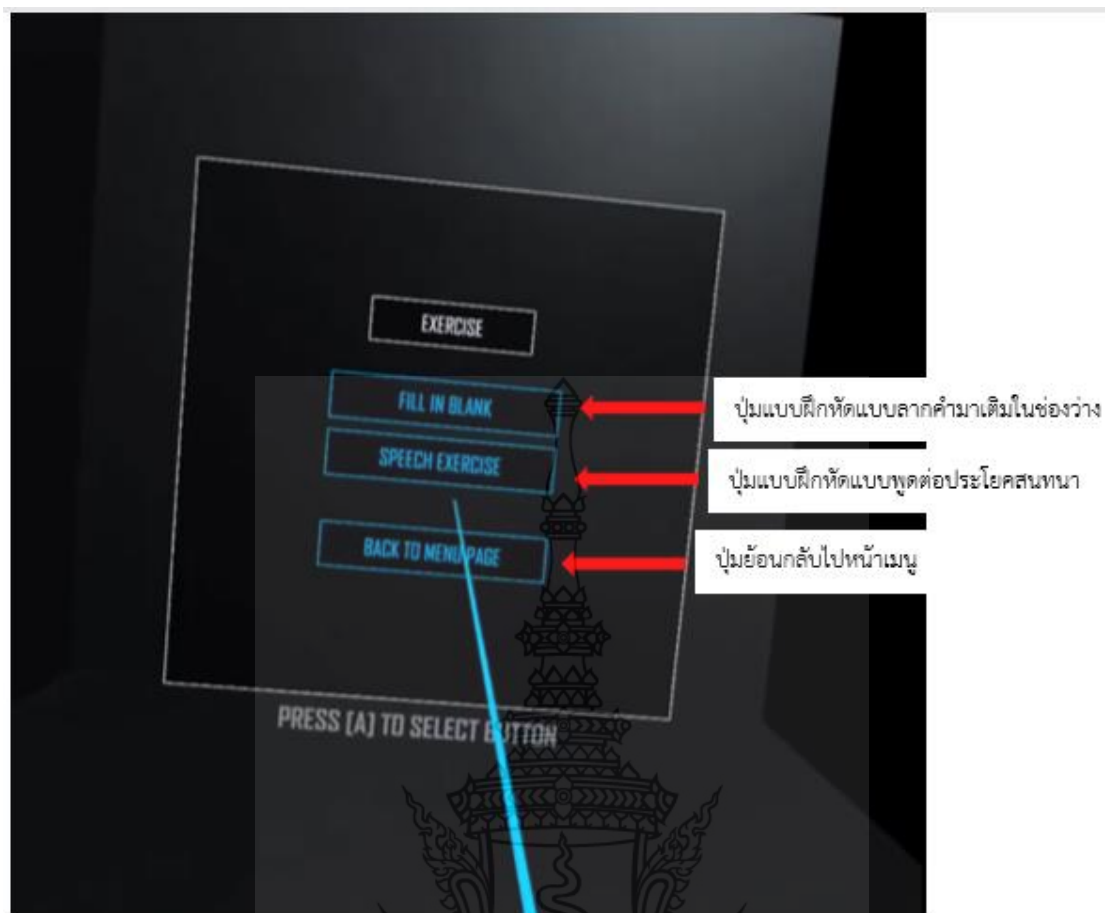 EXERCISE
FILL IN BLANK
ปุ่มแบบฝึกหัดแบบลากคำมาเติมในช่องว่าง
SPEECH EXERCISE
ปุ่มแบบฝึกหัดแบบพูดต่อประโยคสนทนา
BACK TO MENU PAGE
ปุ่มย้อนกลับไปหน้าเมนู
PRESS [A] TO SELECT BUTTON